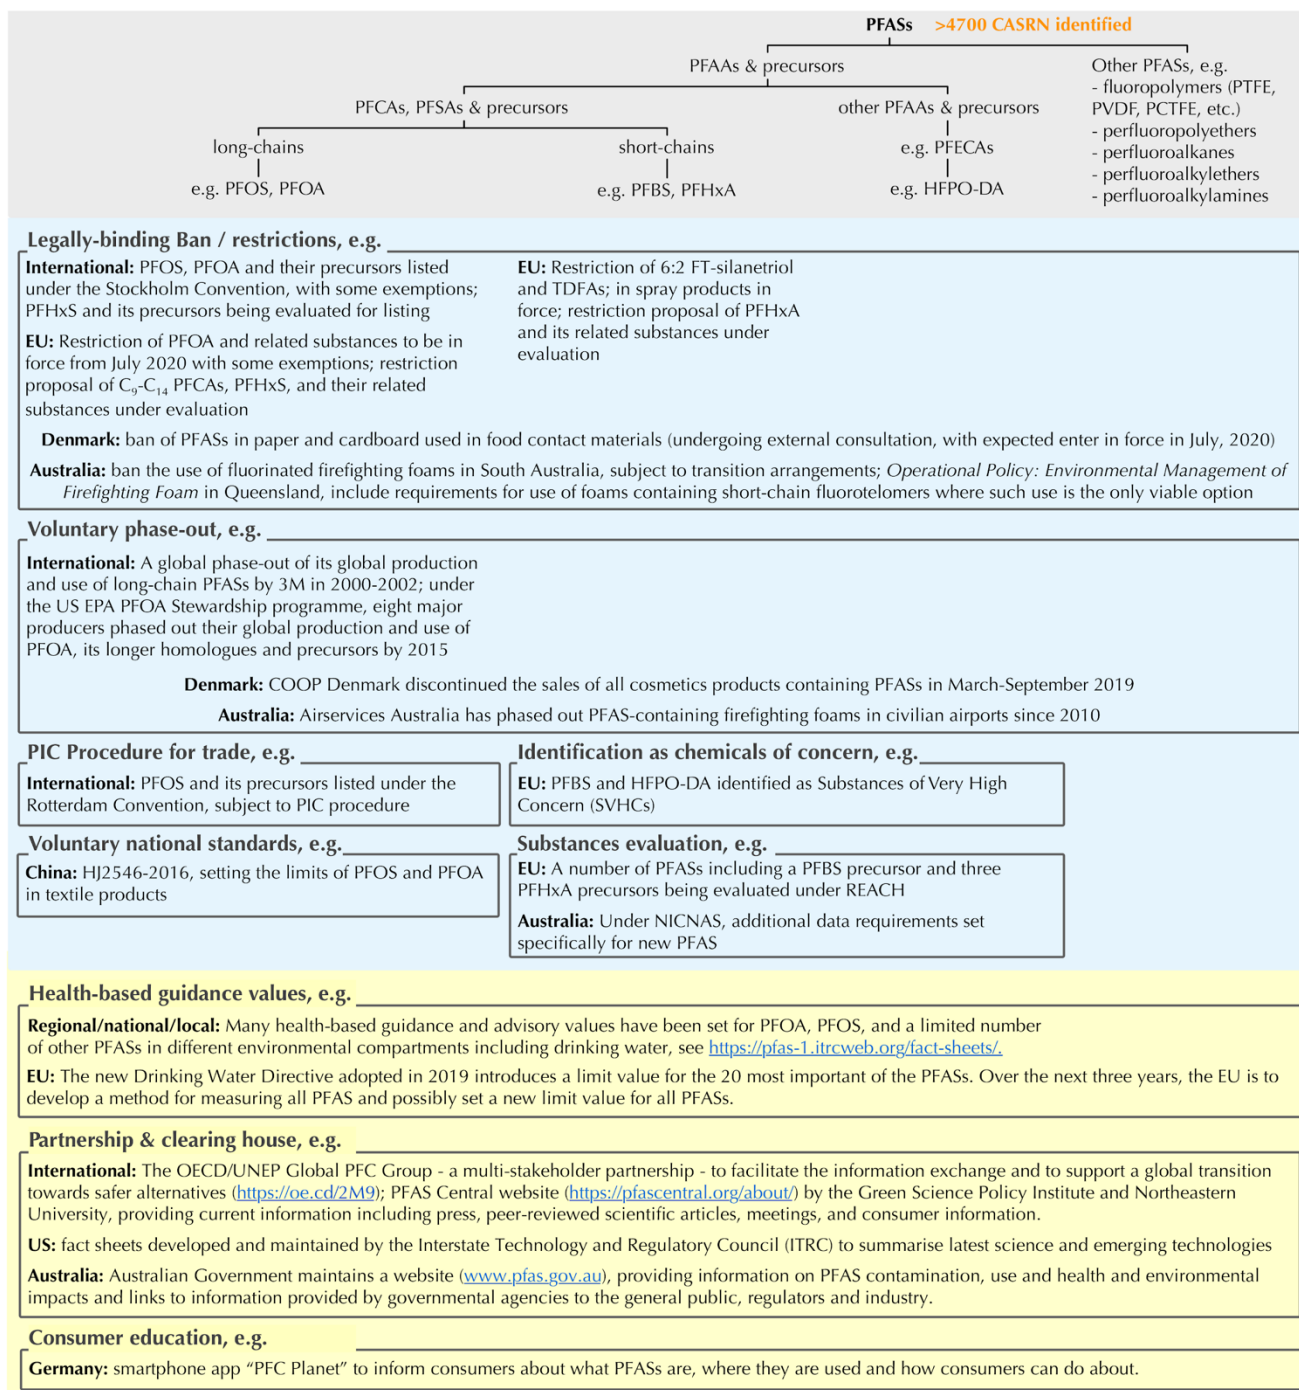 PFASs >4700 CASRN identified
PFAAs & precursors
Other PFASs, e.g.
- fluoropolymers (PTFE,
PVDF, PCTFE, etc.)
- perfluoropolyethers
- perfluoroalkanes
- perfluoroalkylethers
- perfluoroalkylamines
PFCAs, PFSAs & precursors
other PFAAs & precursors
long-chains
short-chains
e.g. PFECAs
e.g. PFOS, PFOA
e.g. PFBS, PFHxA
e.g. HFPO-DA
Legally-binding Ban / restrictions, e.g.
International: PFOS, PFOA and their precursors listed
under the Stockholm Convention, with some exemptions;
PFHxS and its precursors being evaluated for listing
EU: Restriction of PFOA and related substances to be in
force from July 2020 with some exemptions; restriction
proposal of C₉-C₁₄ PFCAs, PFHxS, and their related
substances under evaluation
EU: Restriction of 6:2 FT-silanetriol
and TDFAs; in spray products in
force; restriction proposal of PFHxA
and its related substances under
evaluation
Denmark: ban of PFASs in paper and cardboard used in food contact materials (undergoing external consultation, with expected enter in force in July, 2020)
Australia: ban the use of fluorinated firefighting foams in South Australia, subject to transition arrangements; Operational Policy: Environmental Management of
Firefighting Foam in Queensland, include requirements for use of foams containing short-chain fluorotelomers where such use is the only viable option
Voluntary phase-out, e.g.
International: A global phase-out of its global production
and use of long-chain PFASs by 3M in 2000-2002; under
the US EPA PFOA Stewardship programme, eight major
producers phased out their global production and use of
PFOA, its longer homologues and precursors by 2015
Denmark: COOP Denmark discontinued the sales of all cosmetics products containing PFASs in March-September 2019
Australia: Airservices Australia has phased out PFAS-containing firefighting foams in civilian airports since 2010
PIC Procedure for trade, e.g.
International: PFOS and its precursors listed under the
Rotterdam Convention, subject to PIC procedure
Identification as chemicals of concern, e.g.
EU: PFBS and HFPO-DA identified as Substances of Very High
Concern (SVHCs)
Voluntary national standards, e.g.
China: HJ2546-2016, setting the limits of PFOS and PFOA
in textile products
Substances evaluation, e.g.
EU: A number of PFASs including a PFBS precursor and three
PFHxA precursors being evaluated under REACH
Australia: Under NICNAS, additional data requirements set
specifically for new PFAS
Health-based guidance values, e.g.
Regional/national/local: Many health-based guidance and advisory values have been set for PFOA, PFOS, and a limited number
of other PFASs in different environmental compartments including drinking water, see https://pfas-1.itrcweb.org/fact-sheets/.
EU: The new Drinking Water Directive adopted in 2019 introduces a limit value for the 20 most important of the PFASs. Over the next three years, the EU is to
develop a method for measuring all PFAS and possibly set a new limit value for all PFASs.
Partnership & clearing house, e.g.
International: The OECD/UNEP Global PFC Group - a multi-stakeholder partnership - to facilitate the information exchange and to support a global transition
towards safer alternatives (https://oe.cd/2M9); PFAS Central website (https://pfascentral.org/about/) by the Green Science Policy Institute and Northeastern
University, providing current information including press, peer-reviewed scientific articles, meetings, and consumer information.
US: fact sheets developed and maintained by the Interstate Technology and Regulatory Council (ITRC) to summarise latest science and emerging technologies
Australia: Australian Government maintains a website (www.pfas.gov.au), providing information on PFAS contamination, use and health and environmental
impacts and links to information provided by governmental agencies to the general public, regulators and industry.
Consumer education, e.g.
Germany: smartphone app “PFC Planet” to inform consumers about what PFASs are, where they are used and how consumers can do about.